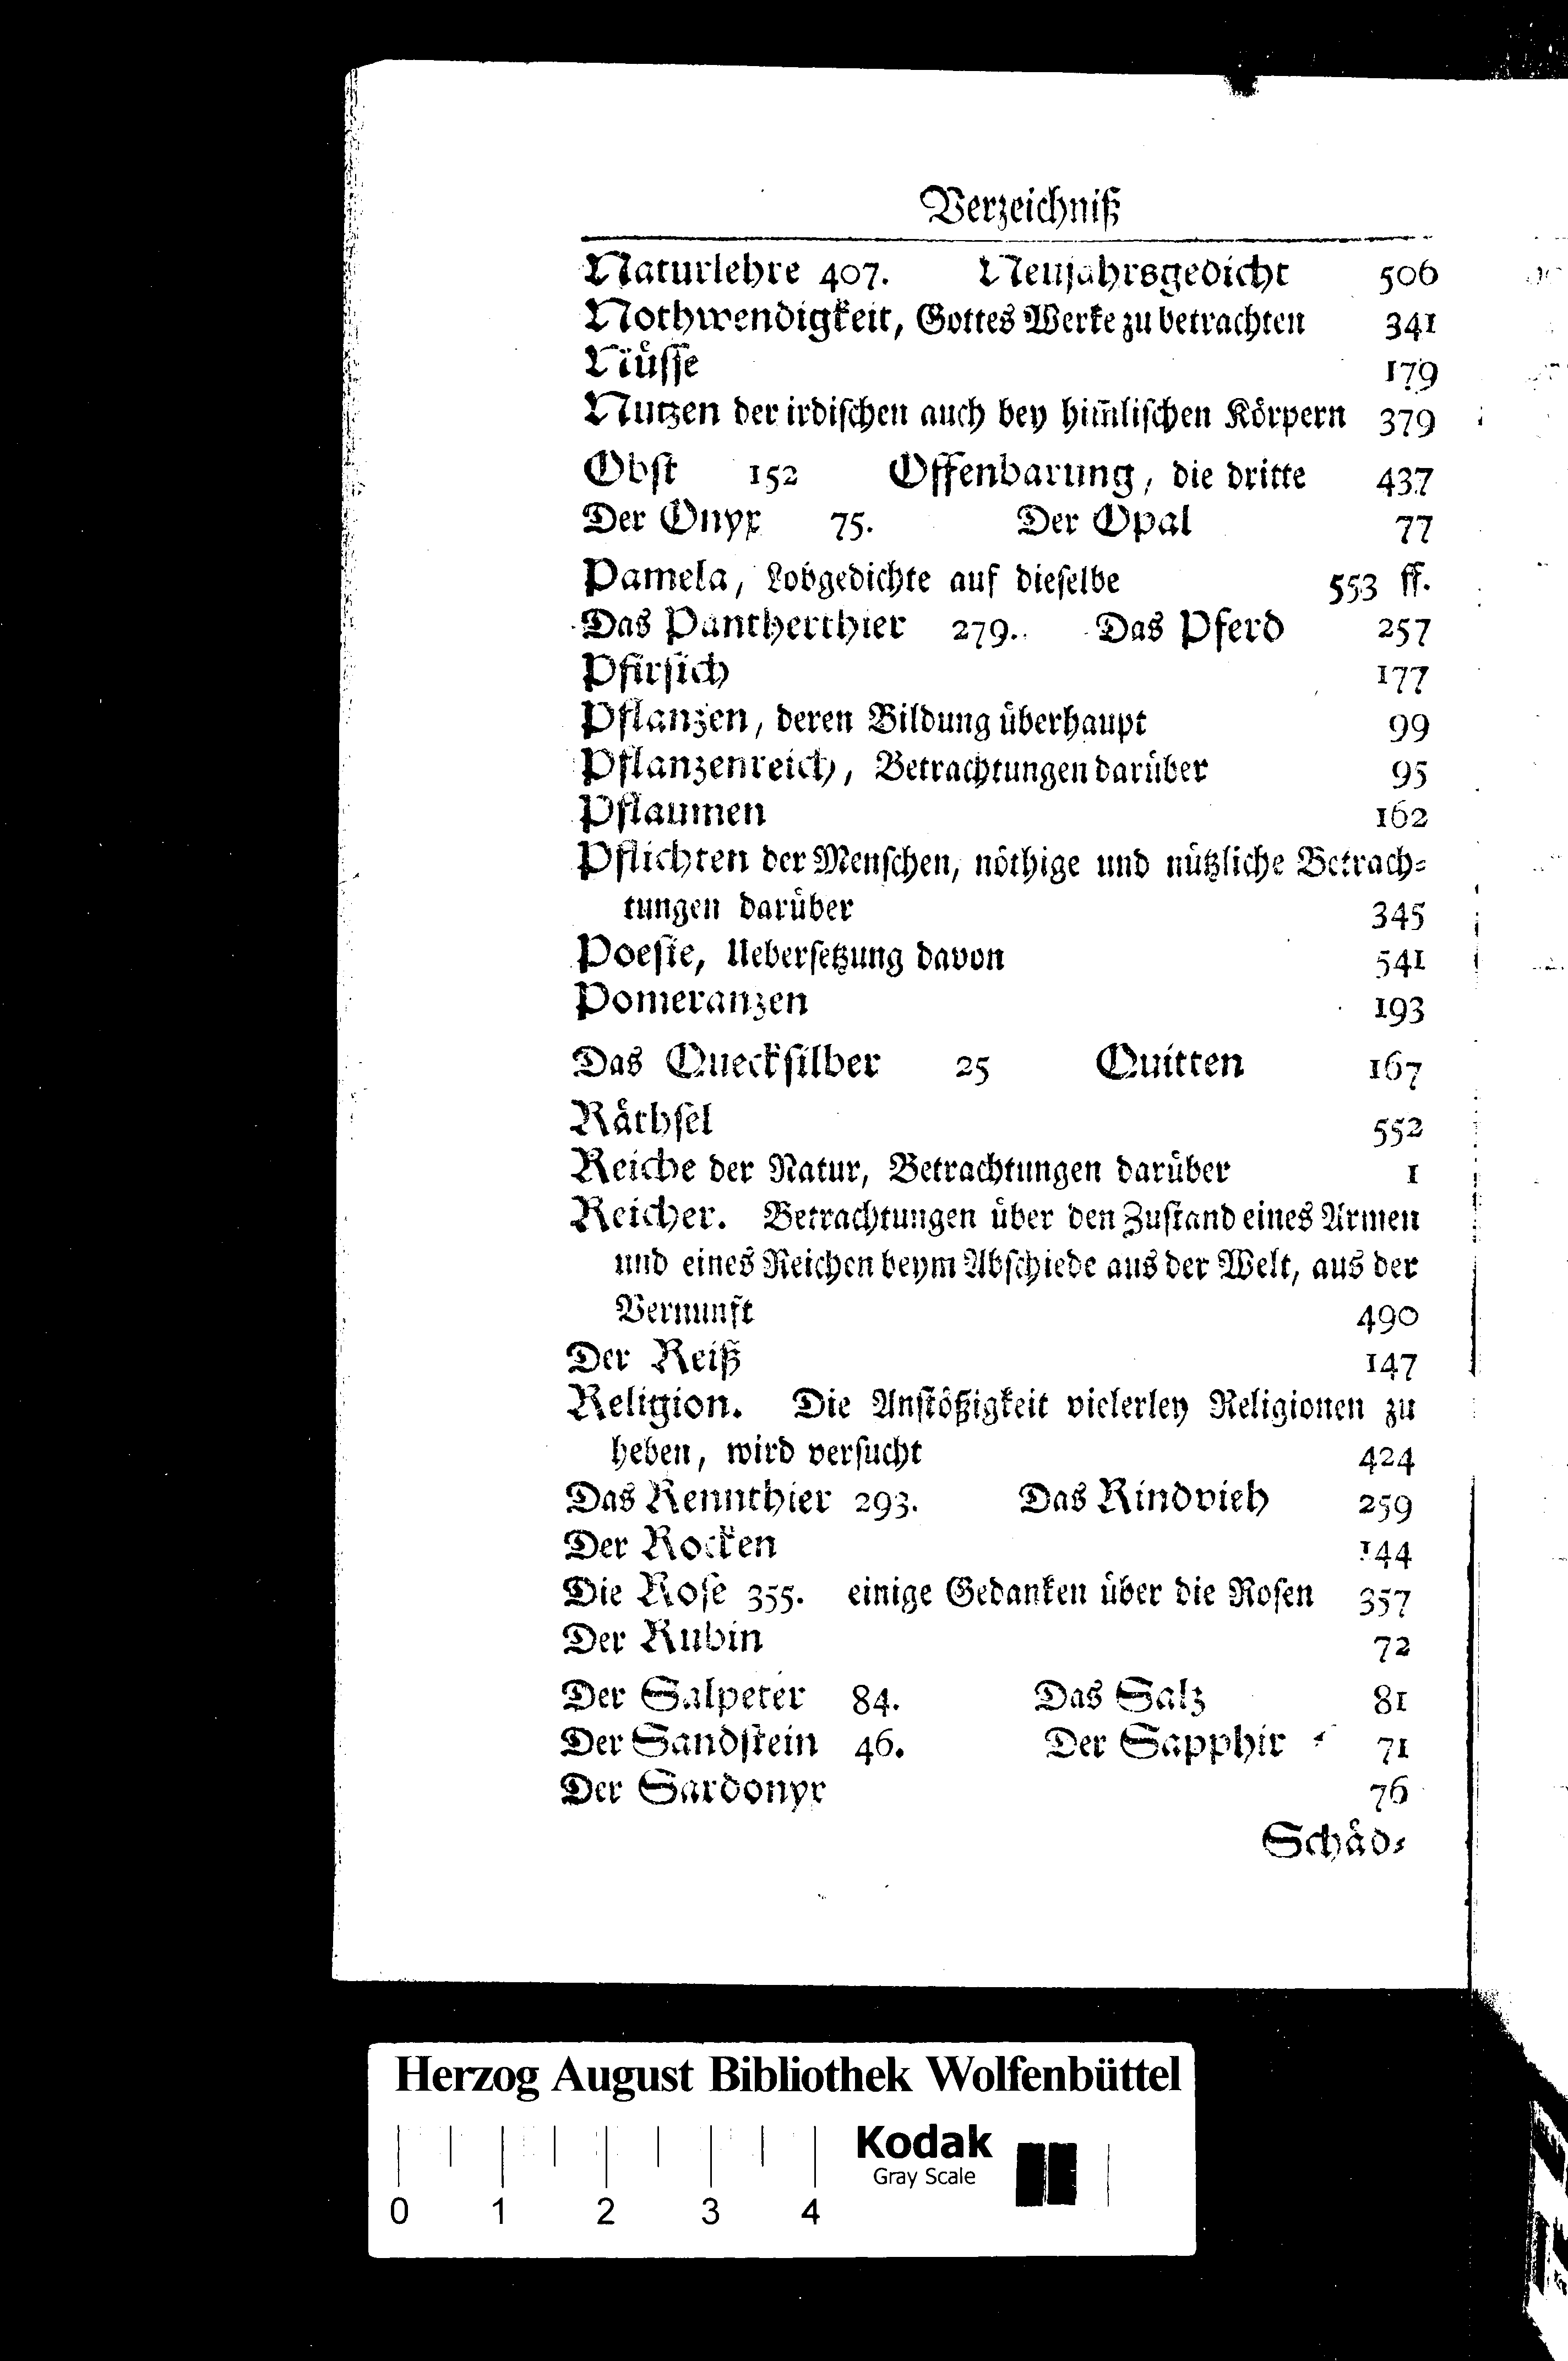 Verzeichniß
Naturlehre 407. Neujahrsgedicht 506
Nothwendigkeit, Gottes Werke zu betrachten 341
Nüsse 179
Nutzen der irdischen auch bey him̃lischen Körpern 379
Obst 152 Offenbarung, die dritte 437
Der Onyx 75. Der Opal 77
Pamela, Lobgedichte auf dieselbe 553 ff.
Das Pantherthier 279. Das Pferd 257
Pfirsich 177
Pflanzen, deren Bildung überhaupt 99
Pflanzenreich, Betrachtungen darüber 95
Pflaumen 162
Pflichten der Menschen, nöthige und nützliche Betrach=
tungen darüber 345
Poesie, Uebersetzung davon 541
Pomeranzen 193
Das Quecksilber 25 Quitten 167
Räthsel 552
Reiche der Natur, Betrachtungen darüber 1
Reicher. Betrachtungen über den Zustand eines Armen
und eines Reichen beym Abschiede aus der Welt, aus der
Vernunft 490
Der Reiß 147
Religion. Die Anstößigkeit vielerley Religionen zu
heben, wird versucht 424
Das Rennthier 293. Das Rindvieh 259
Der Rocken 144
Die Rose 355. einige Gedanken über die Rosen 357
Der Rubin 72
Der Salpeter 84. Das Salz 81
Der Sandstein 46. Der Sapphir 71
Der Sardonyx 76
Schäd=
Herzog August Bibliothek Wolfenbüttel
Kodak
Gray Scale
0 1 2 3 4